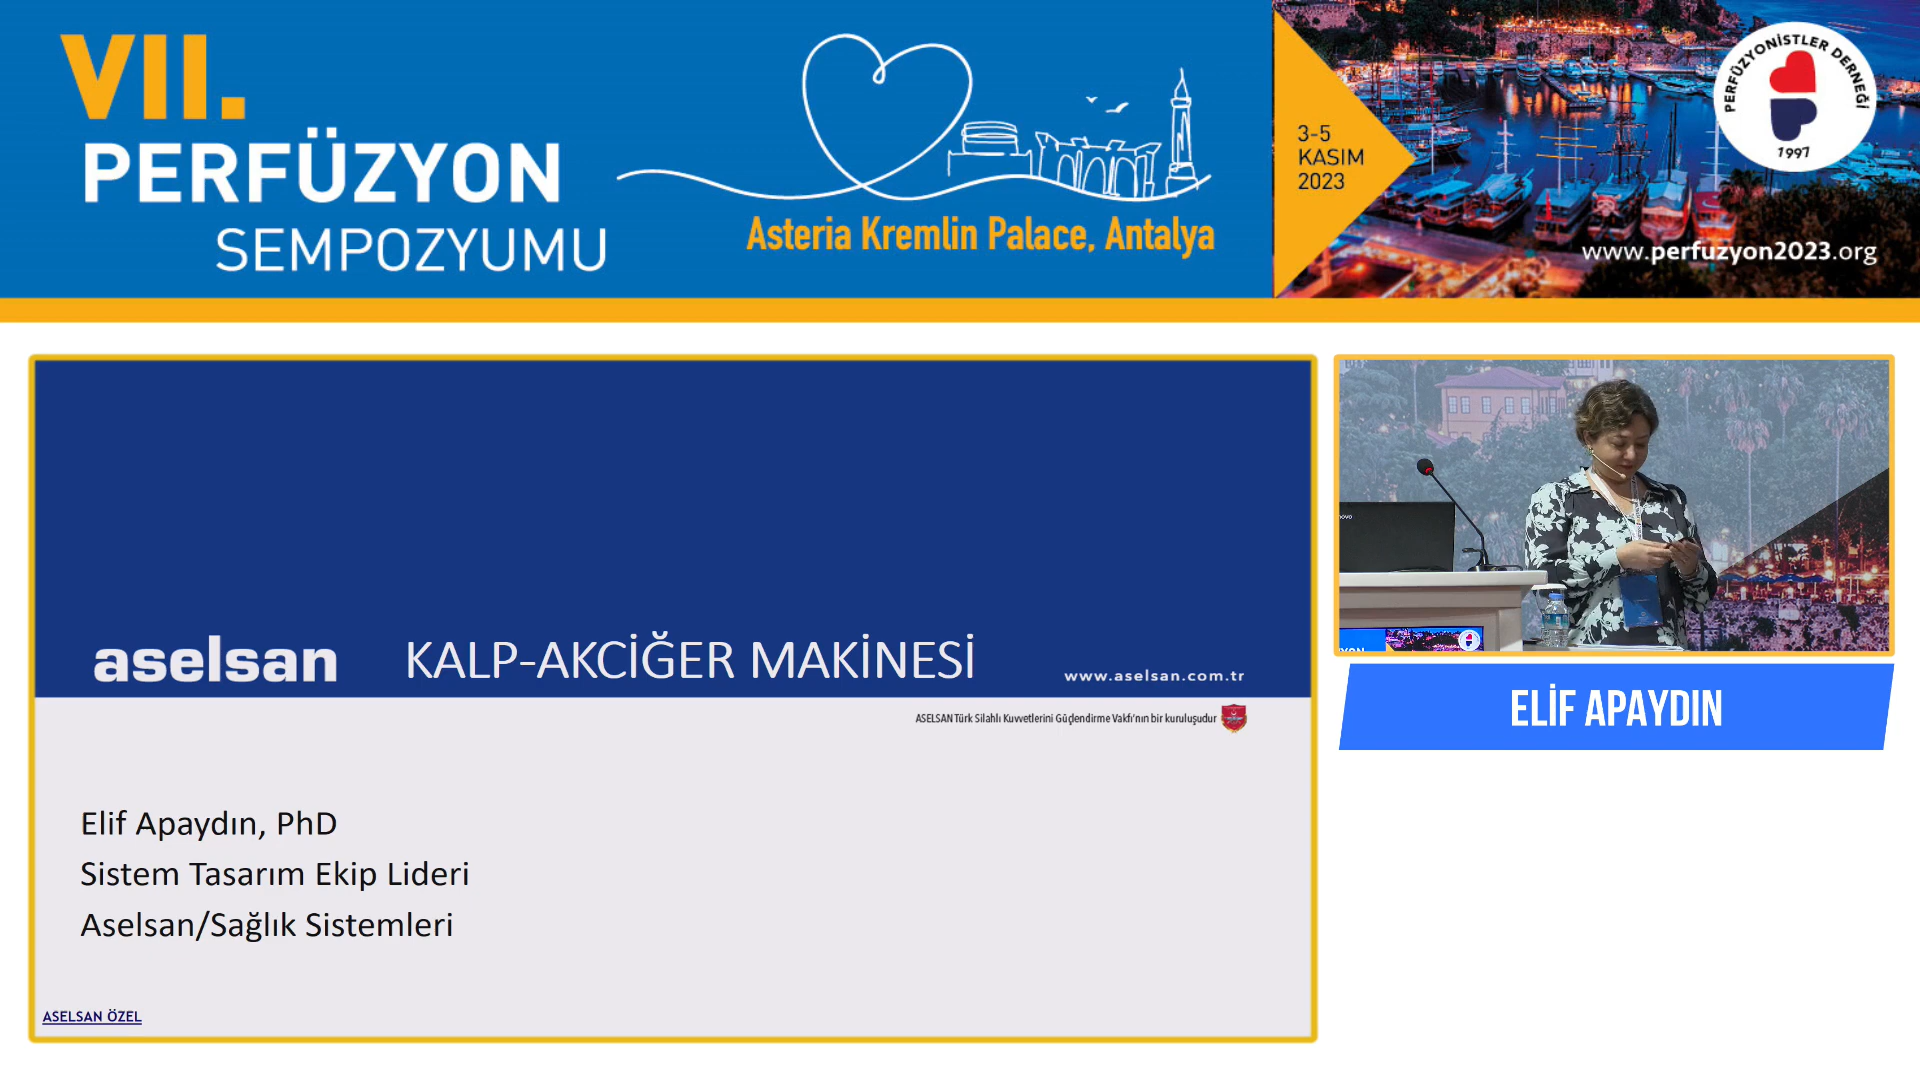 VII.
PERFÜZYON
SEMPOZYUMU
Asteria Kremlin Palace, Antalya
3-5
KASIM
2023
PERFÜZYONİSTLER DERNEĞİ
1997
www.perfuzyon2023.org
aselsan
KALP-AKCİĞER MAKİNESİ
www.aselsan.com.tr
ASELSAN Türk Silahlı Kuvvetlerini Güçlendirme Vakfı'nın bir kuruluşudur
Elif Apaydın, PhD
Sistem Tasarım Ekip Lideri
Aselsan/Sağlık Sistemleri
ASELSAN ÖZEL
ELİF APAYDIN